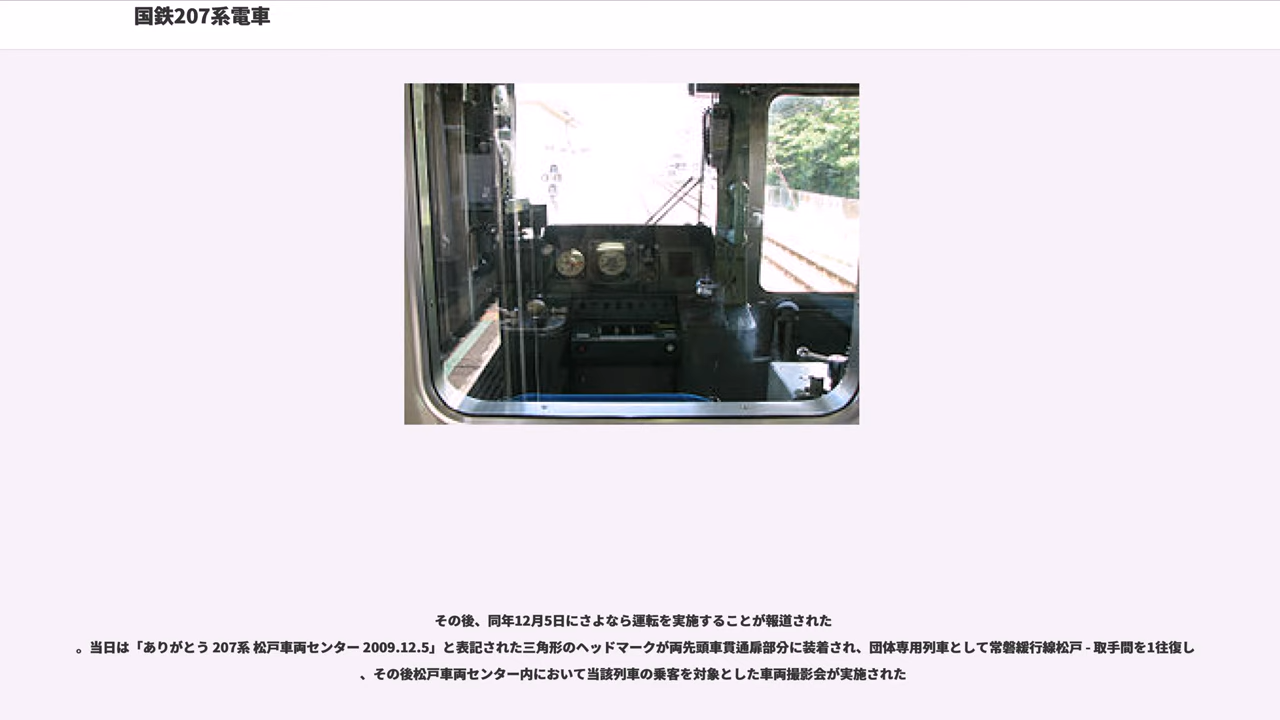 国鉄207系電車
その後、同年12月5日にさよなら運転を実施することが報道された
。当日は「ありがとう 207系 松戸車両センター 2009.12.5」と表記された三角形のヘッドマークが両先頭車貫通扉部分に装着され、団体専用列車として常磐緩行線松戸 - 取手間を1往復し
、その後松戸車両センター内において当該列車の乗客を対象とした車両撮影会が実施された